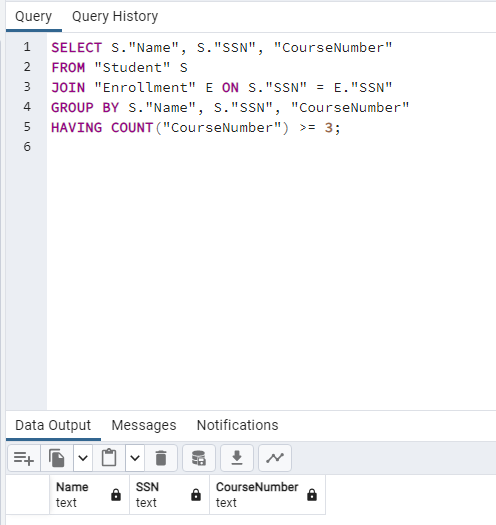 Query Query History
1 SELECT S."Name", S."SSN", "CourseNumber"
2 FROM "Student" S
3 JOIN "Enrollment" E ON S."SSN" = E."SSN"
4 GROUP BY S."Name", S."SSN", "CourseNumber"
5 HAVING COUNT("CourseNumber") >= 3;
6
Data Output Messages Notifications
Name SSN CourseNumber
text text text